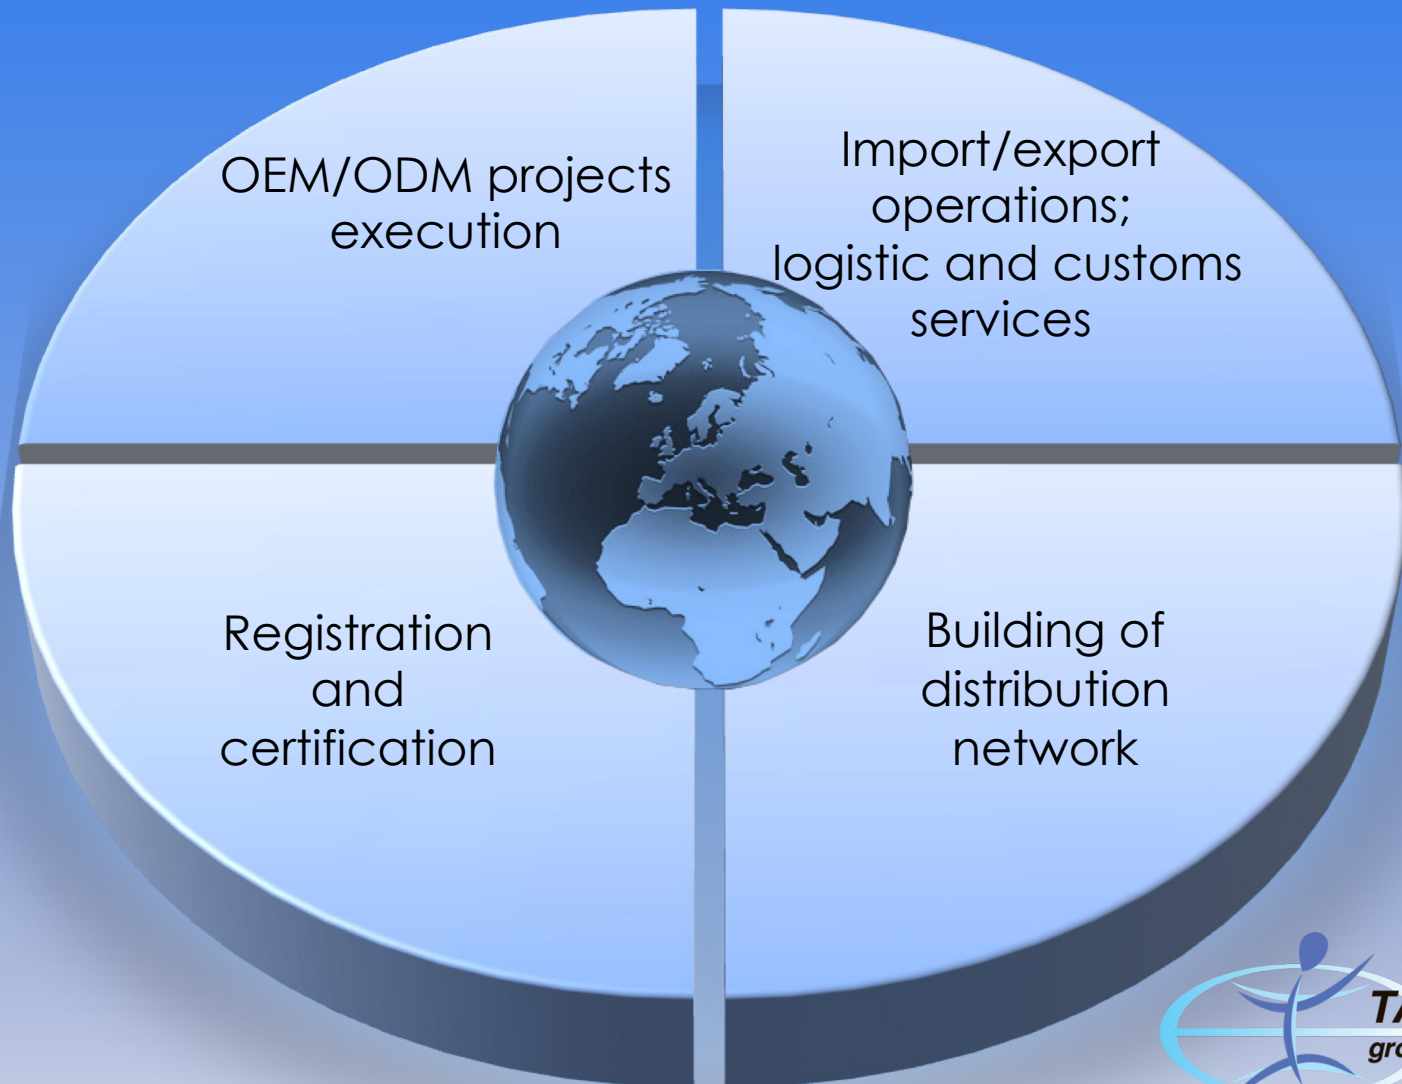 OEM/ODM projects
execution
Import/export
operations;
logistic and customs
services
Registration
and
certification
Building of
distribution
network